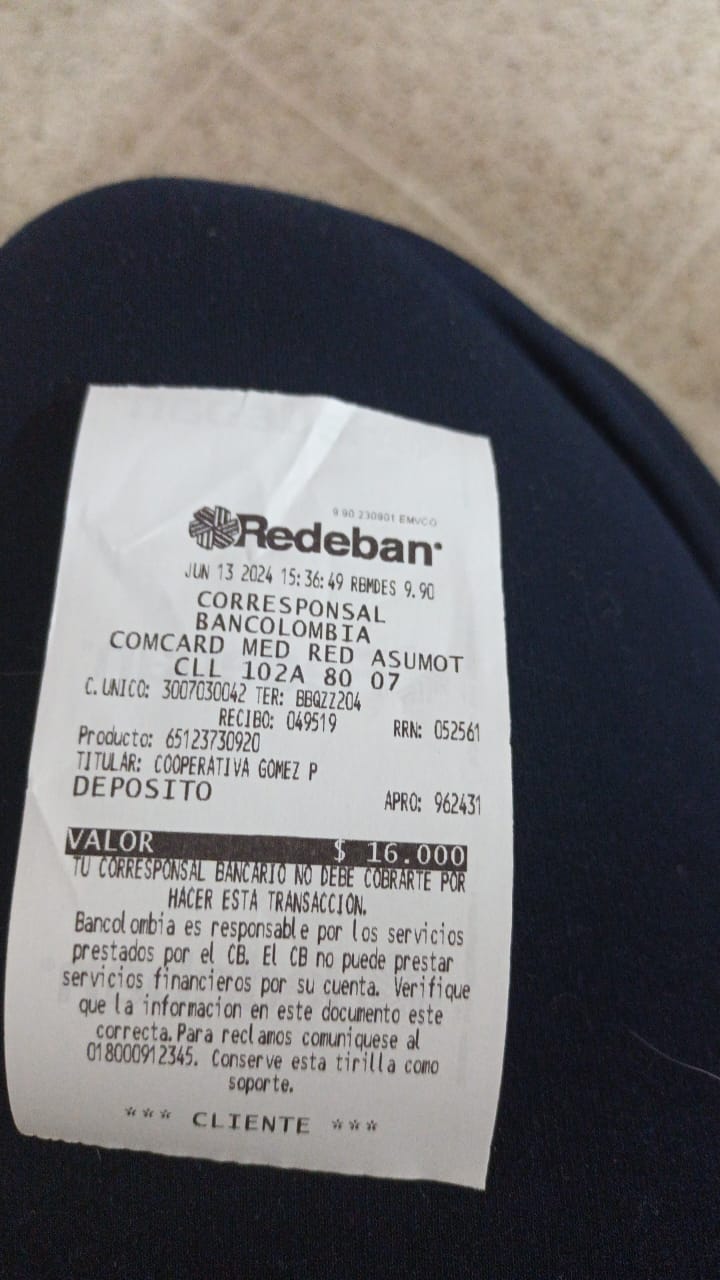 9.90 230901 EMVCO
Redeban
JUN 13 2024 15:36:49 RBMDES 9.90
CORRESPONSAL
BANCOLOMBIA
COMCARD MED RED ASUMOT
CLL 102A 80 07
C. UNICO: 3007030042 TER: BBQZZ204
RECIBO: 049519 RRN: 052561
Producto: 65123730920
TITULAR: COOPERATIVA GOMEZ P
DEPOSITO APRO: 962431
VALOR $ 16.000
TU CORRESPONSAL BANCARIO NO DEBE COBRARTE POR
HACER ESTA TRANSACCION.
Bancolombia es responsable por los servicios
prestados por el CB. El CB no puede prestar
servicios financieros por su cuenta. Verifique
que la informacion en este documento este
correcta.Para reclamos comuniquese al
018000912345. Conserve esta tirilla como
soporte.
*** CLIENTE ***